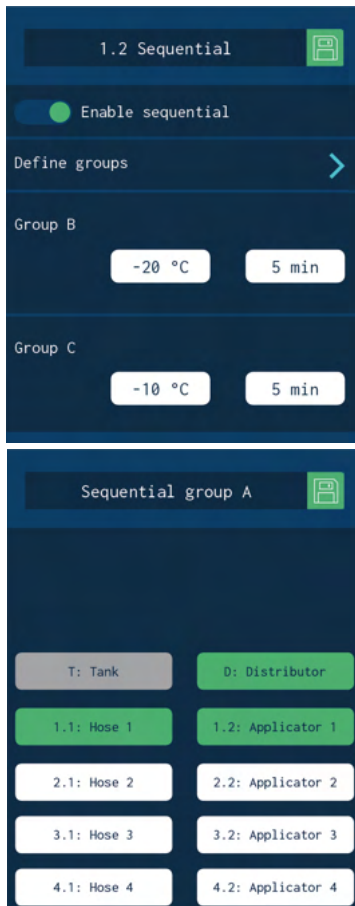 1.2 Sequential
Enable sequential
Define groups
Group B
-20 °C 5 min
Group C
-10 °C 5 min
Sequential group A
T: Tank D: Distributor
1.1: Hose 1 1.2: Applicator 1
2.1: Hose 2 2.2: Applicator 2
3.1: Hose 3 3.2: Applicator 3
4.1: Hose 4 4.2: Applicator 4